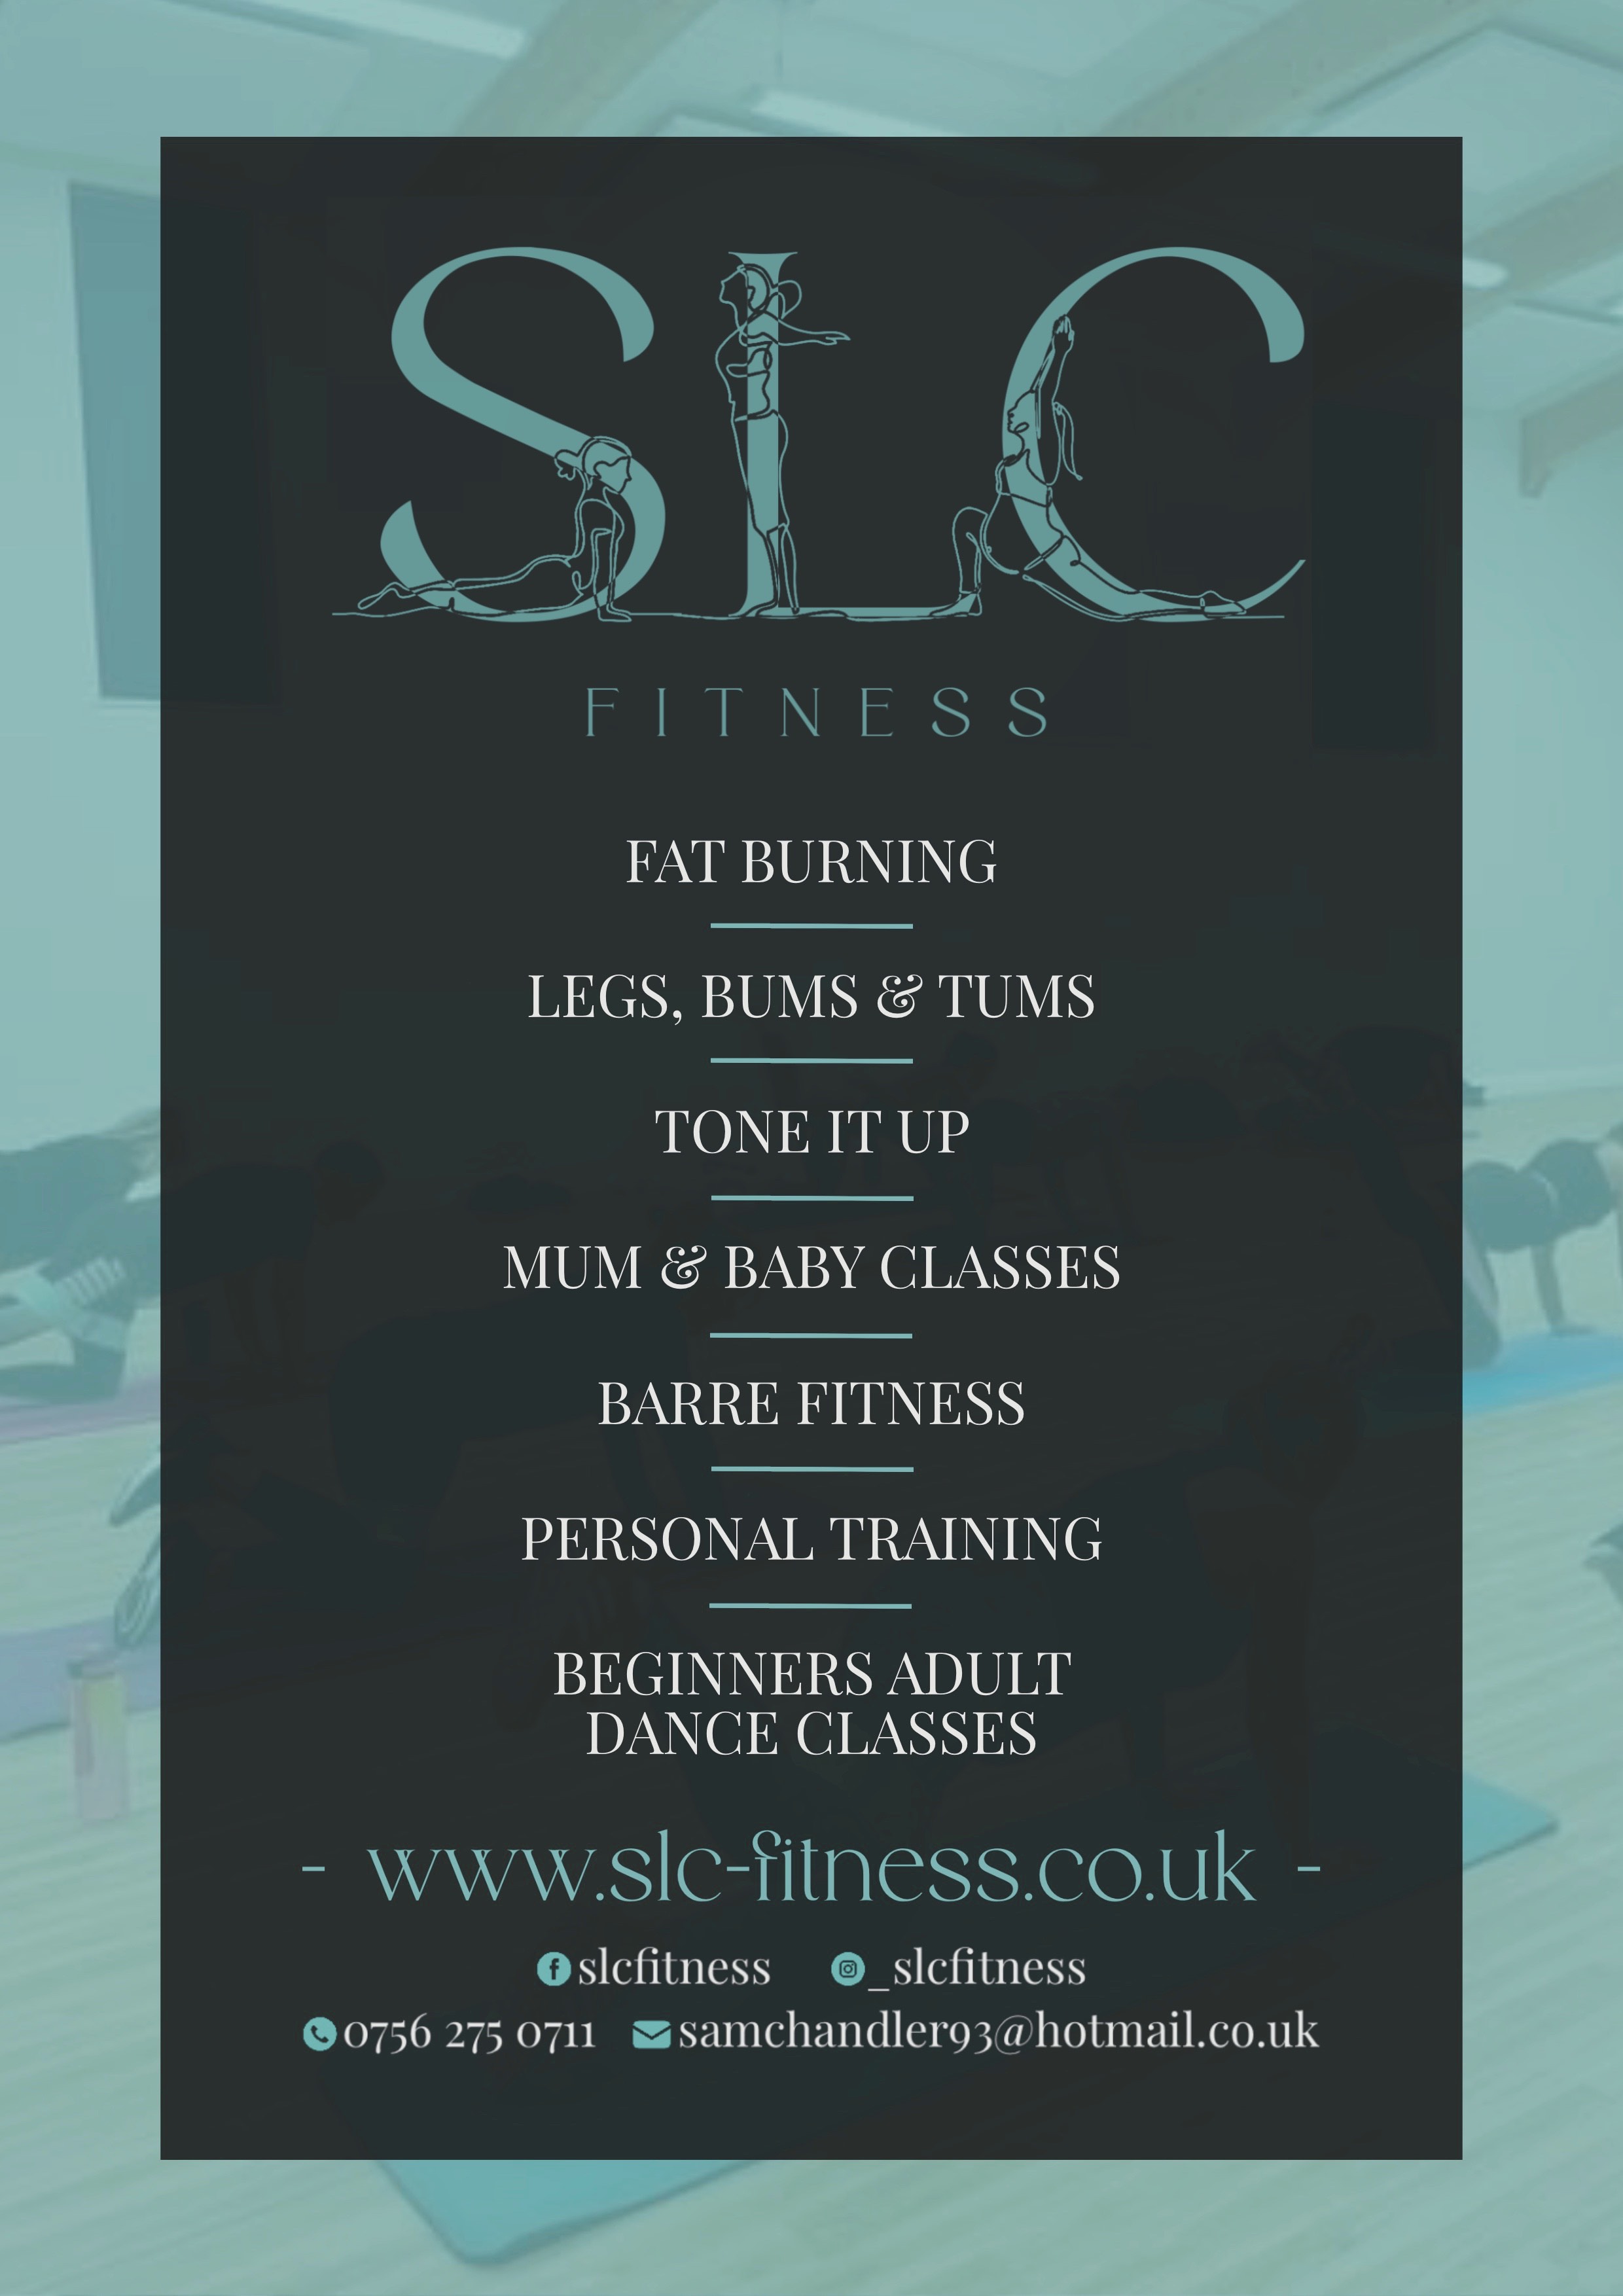 SLC
FITNESS
FAT BURNING
LEGS, BUMS & TUMS
TONE IT UP
MUM & BABY CLASSES
BARRE FITNESS
PERSONAL TRAINING
BEGINNERS ADULT
DANCE CLASSES
- www.slc-fitness.co.uk -
slcfitness _slcfitness
0756 275 0711 samchandler93@hotmail.co.uk